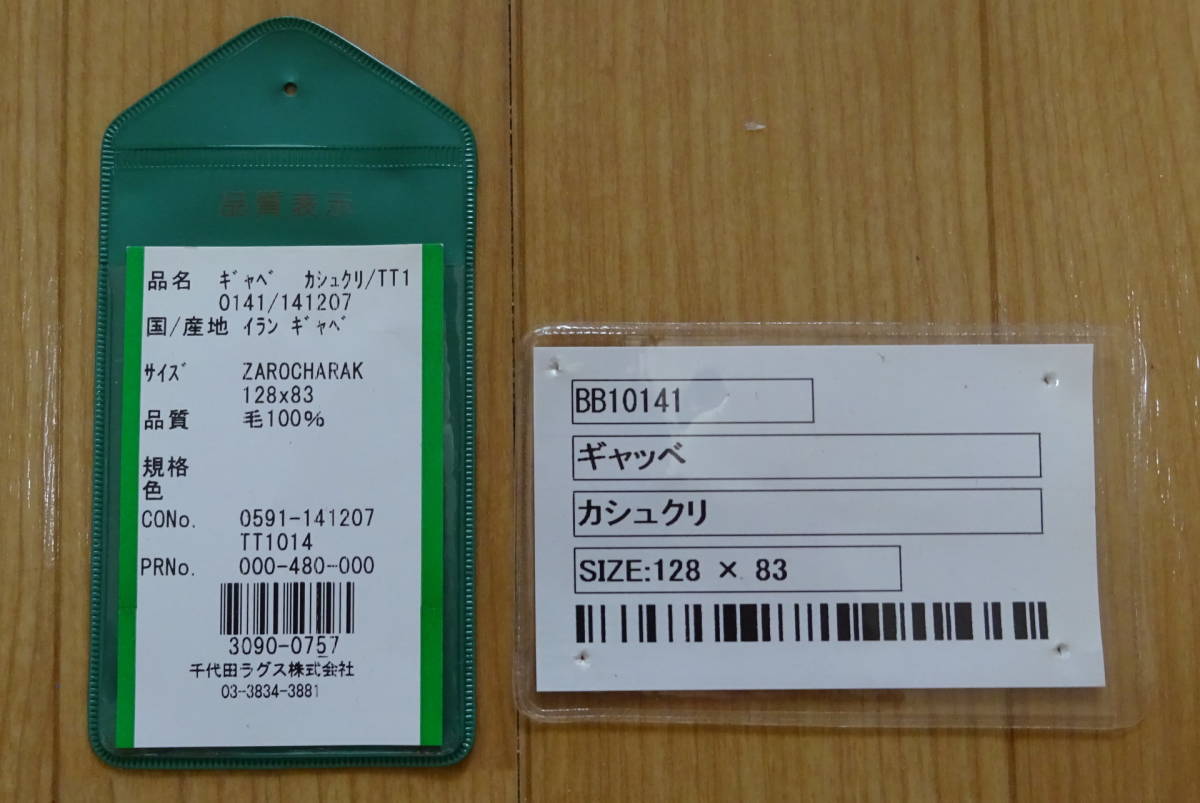 品質表示
品名 ｷﾞｬﾍﾞ ｶｼｭｸﾘ/TT1
0141/141207
国/産地 ｲﾗﾝ ｷﾞｬﾍﾞ
ｻｲｽﾞ ZAROCHARAK
128x83
品質 毛100%
規格
色
CONo. 0591-141207
TT1014
PRNo. 000-480-000
3090-0757
千代田ラグス株式会社
03-3834-3881
BB10141
ギャッベ
カシュクリ
SIZE:128 × 83